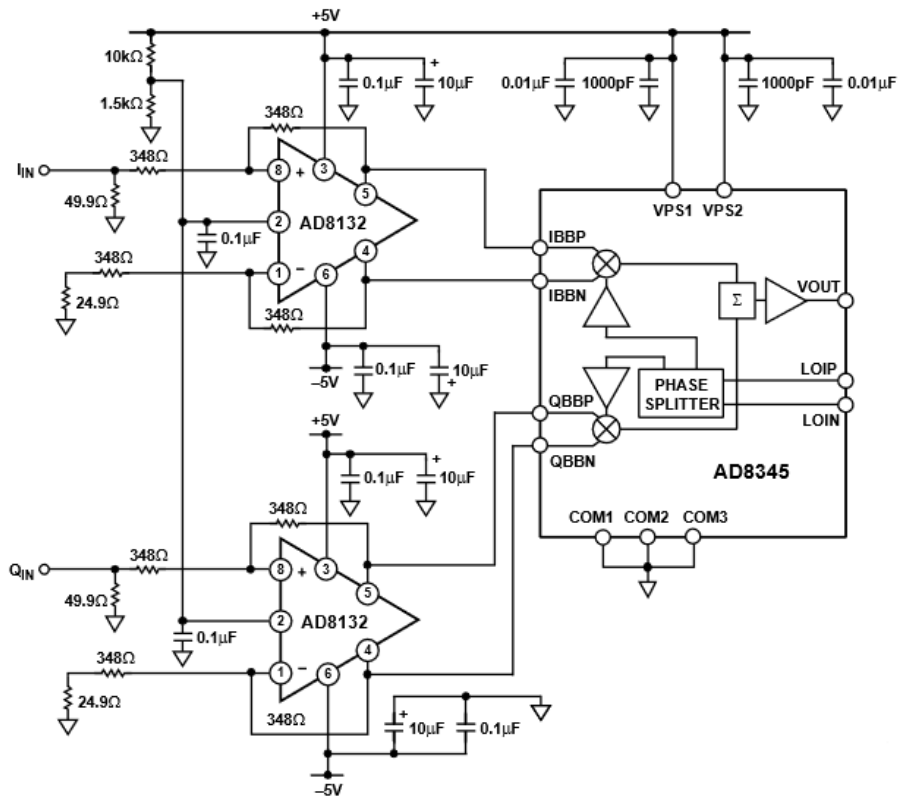 +5V
10kΩ
1.5kΩ
0.1μF
+
10μF
0.01μF
1000pF
1000pF
0.01μF
348Ω
IIN
348Ω
49.9Ω
8
+
3
5
2
AD8132
0.1μF
4
1
−
6
348Ω
24.9Ω
348Ω
−5V
0.1μF
10μF
+
VPS1
VPS2
IBBP
IBBN
Σ
VOUT
PHASE
SPLITTER
LOIP
LOIN
QBBP
QBBN
AD8345
COM1
COM2
COM3
+5V
0.1μF
+
10μF
348Ω
QIN
348Ω
49.9Ω
8
+
3
5
2
AD8132
0.1μF
4
1
−
6
348Ω
24.9Ω
348Ω
+
10μF
0.1μF
−5V